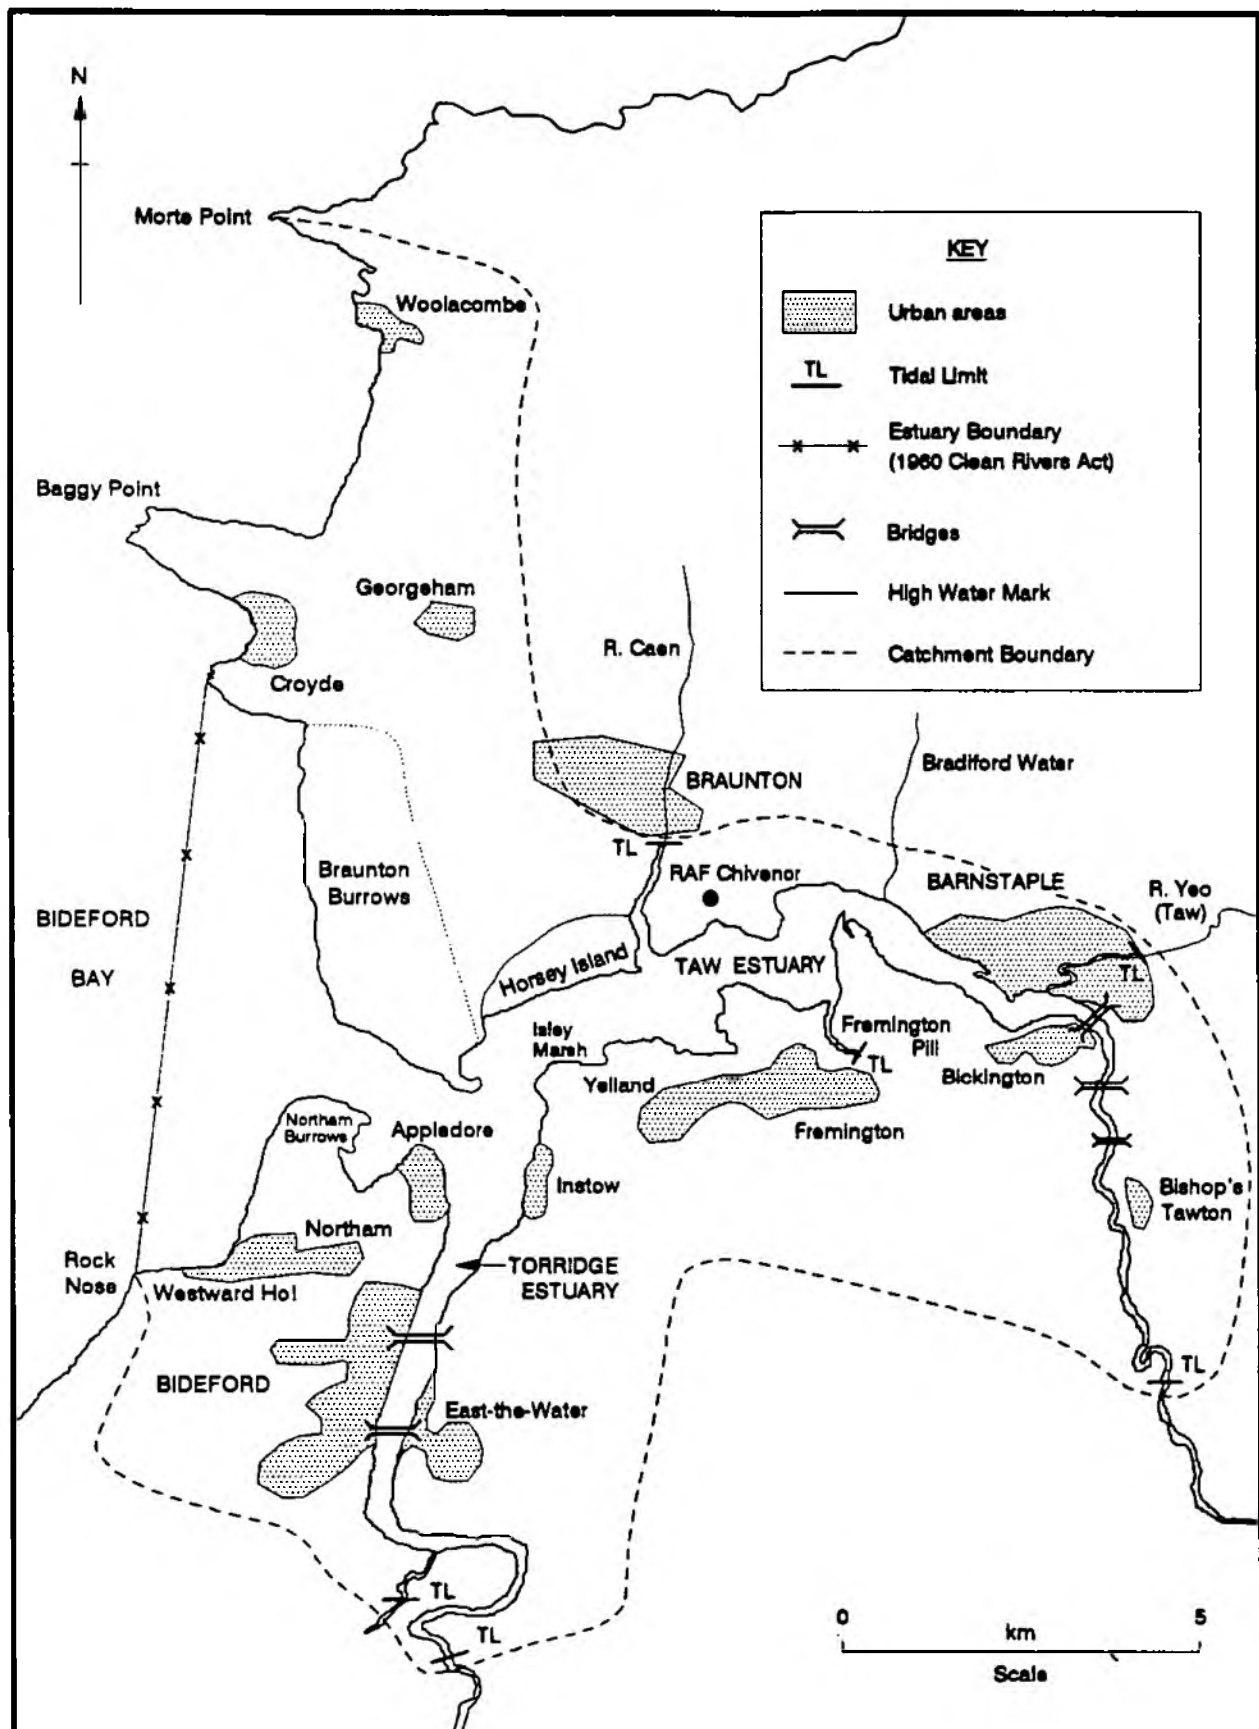 N
Morte Point
KEY
Woolacombe
Urban areas
TL
Tidal Limit
Estuary Boundary
(1960 Clean Rivers Act)
Baggy Point
Bridges
Georgeham
High Water Mark
R. Caen
Catchment Boundary
Croyde
Bradiford Water
BRAUNTON
TL
RAF Chivenor
Braunton
Burrows
BARNSTAPLE
R. Yeo
(Taw)
BIDEFORD
BAY
Horsey Island
TAW ESTUARY
TL
Isley
Marsh
Fremington
Pill
TL
Yelland
Bickington
Northam
Burrows
Appledore
Fremington
Instow
Bishop's
Tawton
Northam
Rock
Nose
TORRIDGE
ESTUARY
Westward Ho!
BIDEFORD
TL
East-the-Water
TL
TL
0
5
km
Scale